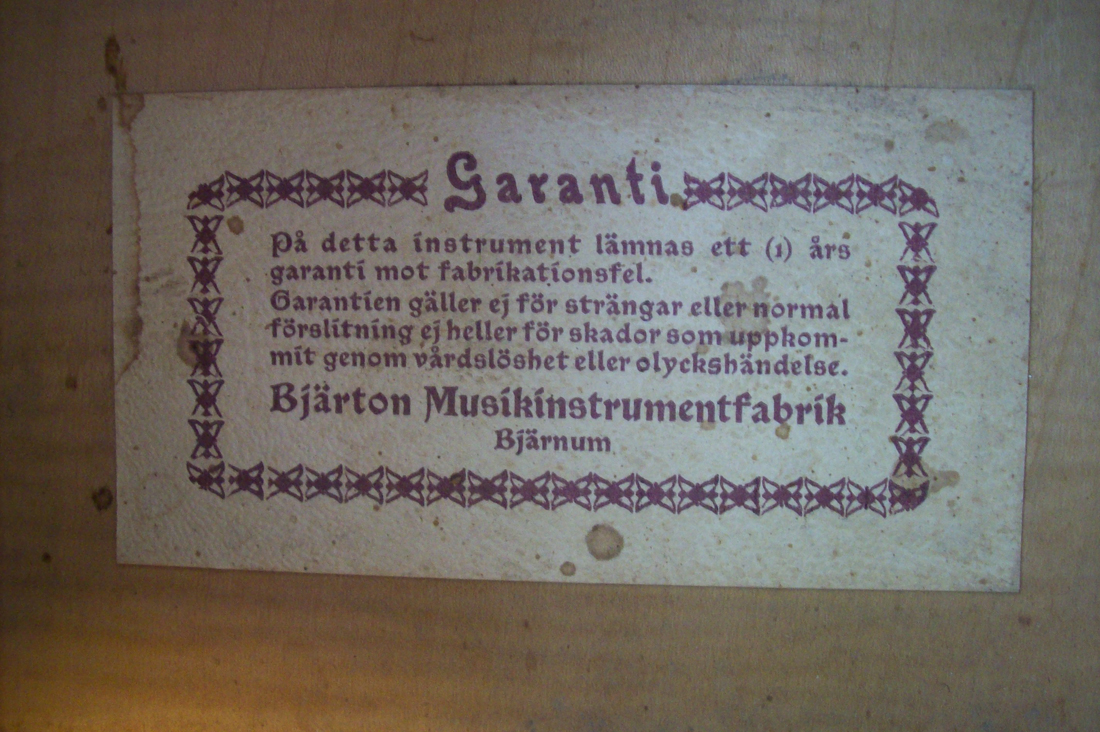 Garanti
På detta instrument lämnas ett (1) års
garanti mot fabrikationsfel.
Garantien gäller ej för strängar eller normal
förslitning ej heller för skador som uppkom-
mit genom vårdslöshet eller olyckshändelse.
Bjärton Musikinstrumentfabrik
Bjärnum